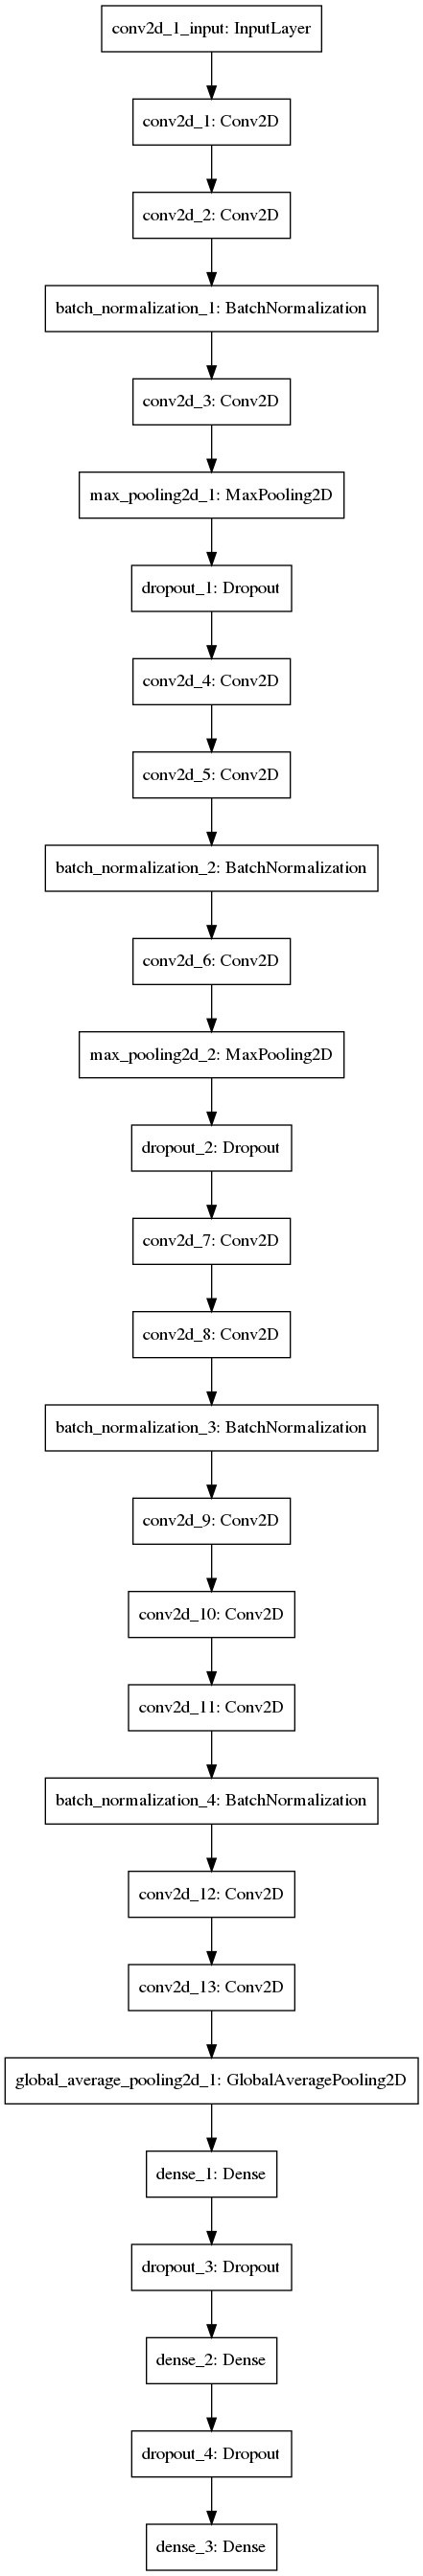 conv2d_1_input: InputLayer
conv2d_1: Conv2D
conv2d_2: Conv2D
batch_normalization_1: BatchNormalization
conv2d_3: Conv2D
max_pooling2d_1: MaxPooling2D
dropout_1: Dropout
conv2d_4: Conv2D
conv2d_5: Conv2D
batch_normalization_2: BatchNormalization
conv2d_6: Conv2D
max_pooling2d_2: MaxPooling2D
dropout_2: Dropout
conv2d_7: Conv2D
conv2d_8: Conv2D
batch_normalization_3: BatchNormalization
conv2d_9: Conv2D
conv2d_10: Conv2D
conv2d_11: Conv2D
batch_normalization_4: BatchNormalization
conv2d_12: Conv2D
conv2d_13: Conv2D
global_average_pooling2d_1: GlobalAveragePooling2D
dense_1: Dense
dropout_3: Dropout
dense_2: Dense
dropout_4: Dropout
dense_3: Dense